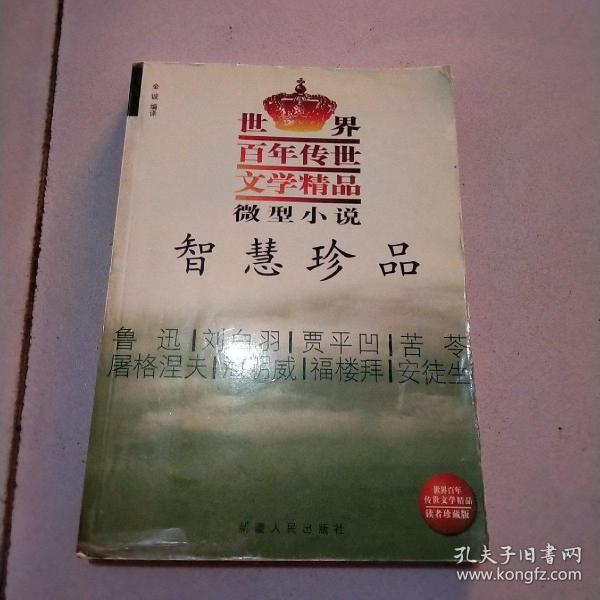 金诚 编译
世界
百年传世
文学精品
微型小说
智慧珍品
鲁迅|刘白羽|贾平凹|苦苓
屠格涅夫|海明威|福楼拜|安徒生
世界百年
传世文学精品
读者珍藏版
新疆人民出版社
孔夫子旧书网
www.kongfz.com